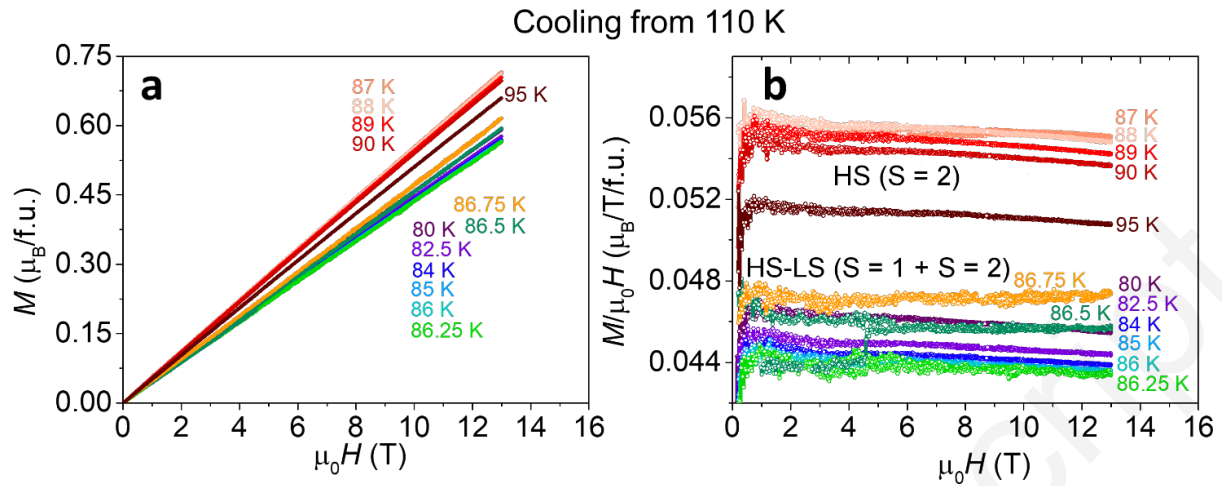 Cooling from 110 K
a
0.75
0.60
0.45
0.30
0.15
0.00
M (μB/f.u.)
87 K
88 K
89 K
90 K
95 K
86.75 K
80 K 86.5 K
82.5 K
84 K
85 K
86 K
86.25 K
0 2 4 6 8 10 12 14 16
μ0H (T)
b
0.056
0.052
0.048
0.044
M/μ0H (μB/T/f.u.)
87 K
88 K
89 K
90 K
HS (S = 2)
95 K
HS-LS (S = 1 + S = 2)
86.75 K 80 K
86.5 K 82.5 K
84 K
85 K
86 K
86.25 K
0 2 4 6 8 10 12 14 16
μ0H (T)
cript